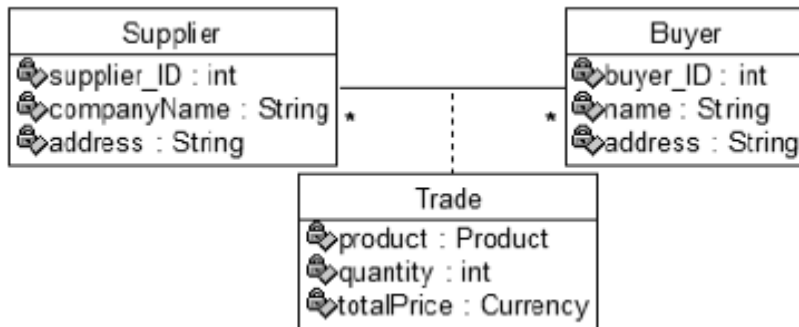 Supplier
supplier_ID : int
companyName : String
address : String
*
*
Buyer
buyer_ID : int
name : String
address : String
Trade
product : Product
quantity : int
totalPrice : Currency